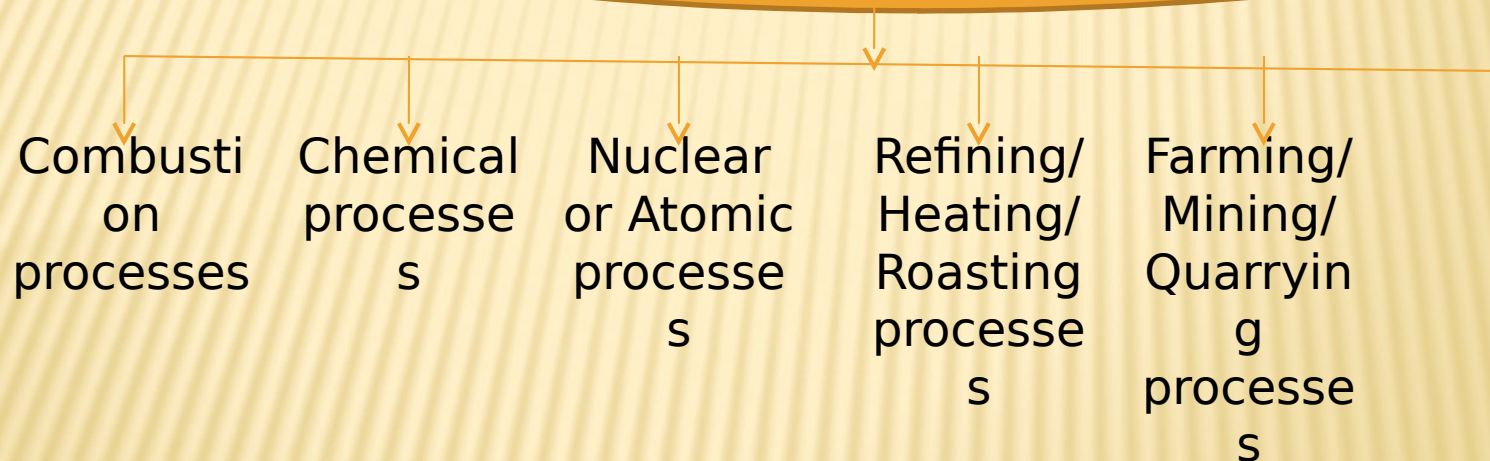 Combusti
on
processes
Chemical
processe
s
Nuclear
or Atomic
processe
s
Refining/
Heating/
Roasting
processe
s
Farming/
Mining/
Quarryin
g
processe
s